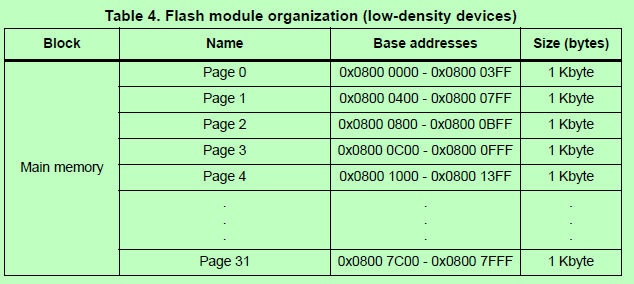 Table 4. Flash module organization (low-density devices)
Block Name Base addresses Size (bytes)
Main memory
Page 0 0x0800 0000 - 0x0800 03FF 1 Kbyte
Page 1 0x0800 0400 - 0x0800 07FF 1 Kbyte
Page 2 0x0800 0800 - 0x0800 0BFF 1 Kbyte
Page 3 0x0800 0C00 - 0x0800 0FFF 1 Kbyte
Page 4 0x0800 1000 - 0x0800 13FF 1 Kbyte
. . .
. . .
. . .
Page 31 0x0800 7C00 - 0x0800 7FFF 1 Kbyte